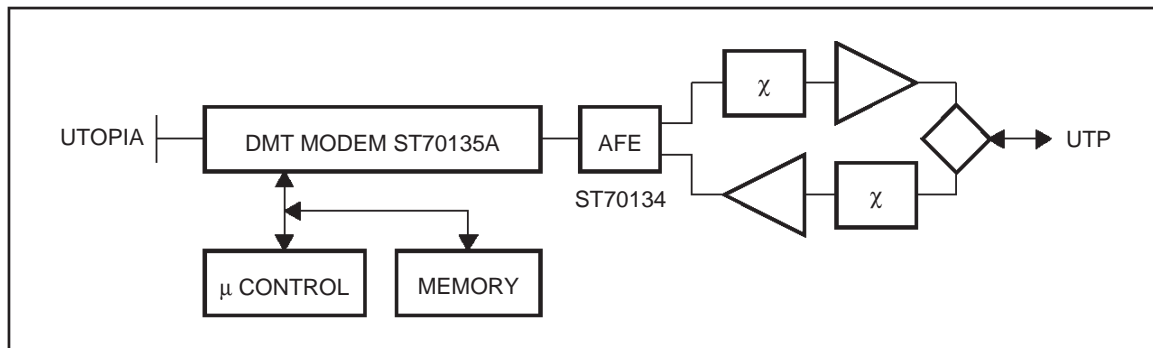 χ
UTOPIA
DMT MODEM ST70135A
AFE
UTP
ST70134
χ
μ CONTROL
MEMORY